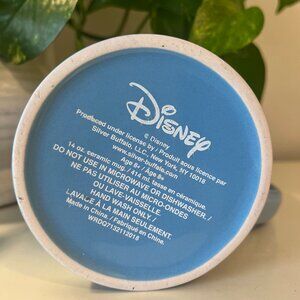 Disney
© Disney
Produced under license by / Produit sous licence par
Silver Buffalo, LLC., New York, NY 10018
www.silver-buffalo.com
Age 8+ / Age 8+
14 oz. ceramic mug / 414 ml. tasse en céramique.
DO NOT USE IN MICROWAVE OR DISHWASHER./
NE PAS UTILISER AU MICRO-ONDES
OU LAVE-VAISSELLE.
HAND WASH ONLY./
LAVAGE À LA MAIN SEULEMENT.
Made in China. / Fabriqué en Chine.
WRDQ7132112018